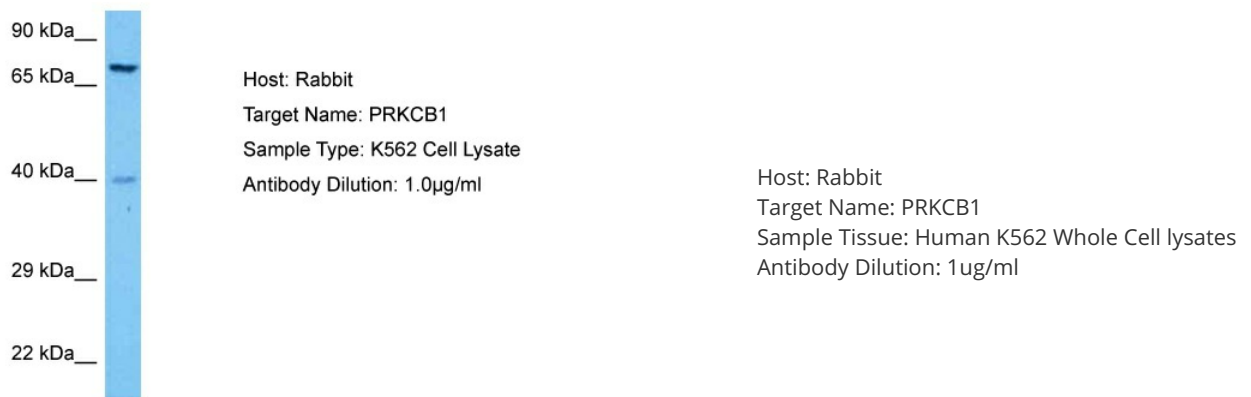 90 kDa__
65 kDa__
40 kDa__
29 kDa__
22 kDa__
Host: Rabbit
Target Name: PRKCB1
Sample Type: K562 Cell Lysate
Antibody Dilution: 1.0µg/ml
Host: Rabbit
Target Name: PRKCB1
Sample Tissue: Human K562 Whole Cell lysates
Antibody Dilution: 1ug/ml